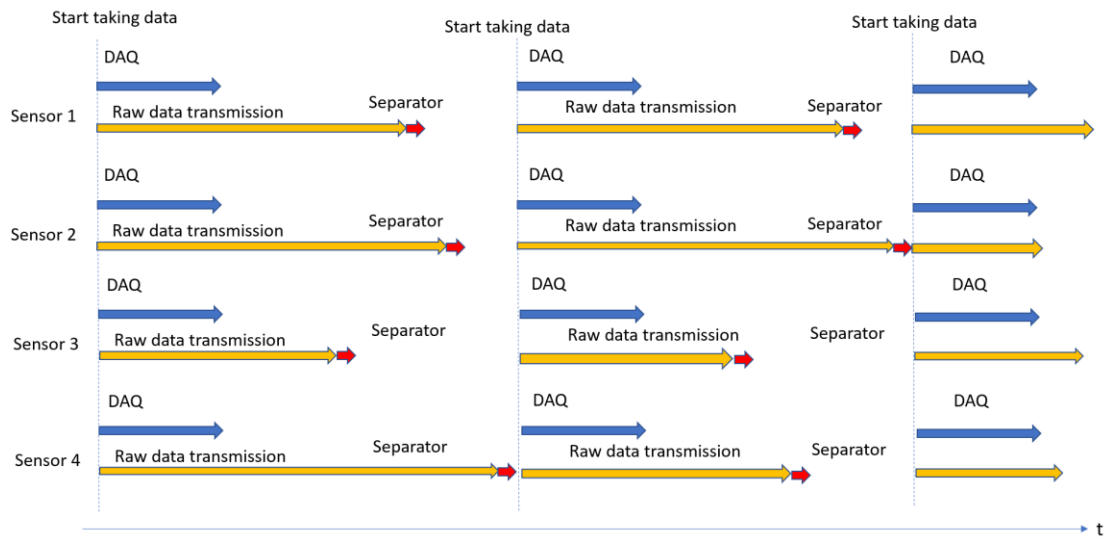 Start taking data
Start taking data
Start taking data
DAQ
DAQ
DAQ
Sensor 1
Raw data transmission
Separator
Raw data transmission
Separator
DAQ
DAQ
DAQ
Sensor 2
Raw data transmission
Separator
Raw data transmission
Separator
DAQ
DAQ
DAQ
Sensor 3
Raw data transmission
Separator
Raw data transmission
Separator
DAQ
DAQ
DAQ
Sensor 4
Raw data transmission
Separator
Raw data transmission
Separator
t